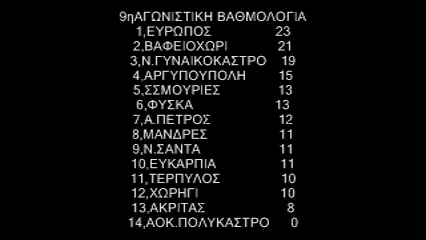 9ηΑΓΩΝΙΣΤΙΚΗ ΒΑΘΜΟΛΟΓΙΑ
1,ΕΥΡΩΠΟΣ 23
2,ΒΑΦΕΙΟΧΩΡΙ 21
3,Ν.ΓΥΝΑΙΚΟΚΑΣΤΡΟ 19
4,ΑΡΓΥΠΟΥΠΟΛΗ 15
5,ΣΣΜΟΥΡΙΕΣ 13
6,ΦΥΣΚΑ 13
7,Α.ΠΕΤΡΟΣ 12
8,ΜΑΝΔΡΕΣ 11
9,Ν.ΣΑΝΤΑ 11
10,ΕΥΚΑΡΠΙΑ 11
11,ΤΕΡΠΥΛΟΣ 10
12,ΧΩΡΗΓΙ 10
13,ΑΚΡΙΤΑΣ 8
14,ΑΟΚ.ΠΟΛΥΚΑΣΤΡΟ 0